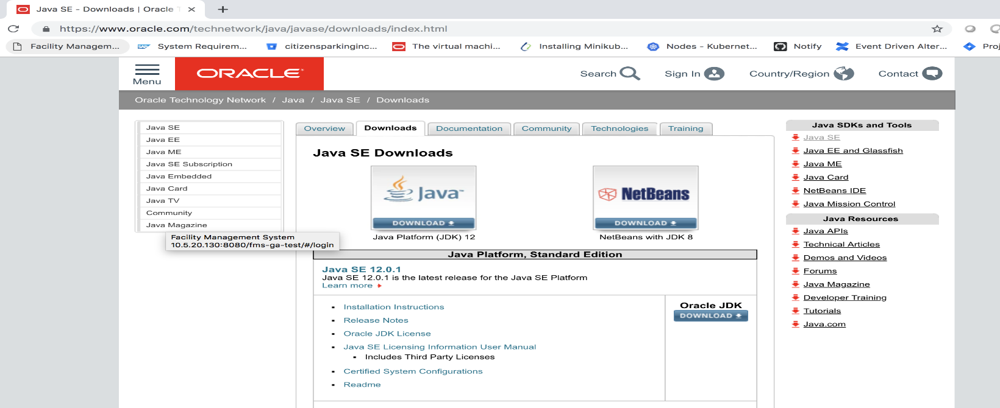 Java SE - Downloads | Oracle
https://www.oracle.com/technetwork/java/javase/downloads/index.html
Facility Managem... System Requirem... citizensparkinginc... The virtual machi... Installing Minikub... Nodes - Kubernet... Notify Event Driven Alter... Proj
Menu
ORACLE
Search Sign In Country/Region Contact
Oracle Technology Network / Java / Java SE / Downloads
Java SE
Java EE
Java ME
Java SE Subscription
Java Embedded
Java Card
Java TV
Community
Java Magazine
Facility Management System
10.5.20.130:8080/fms-ga-test/#/login
Overview Downloads Documentation Community Technologies Training
Java SE Downloads
Java™
DOWNLOAD
Java Platform (JDK) 12
NetBeans
DOWNLOAD
NetBeans with JDK 8
Java Platform, Standard Edition
Java SE 12.0.1
Java SE 12.0.1 is the latest release for the Java SE Platform
Learn more
Installation Instructions
Release Notes
Oracle JDK License
Java SE Licensing Information User Manual
Includes Third Party Licenses
Certified System Configurations
Readme
Oracle JDK
DOWNLOAD
Java SDKs and Tools
Java SE
Java EE and Glassfish
Java ME
Java Card
NetBeans IDE
Java Mission Control
Java Resources
Java APIs
Technical Articles
Demos and Videos
Forums
Java Magazine
Developer Training
Tutorials
Java.com